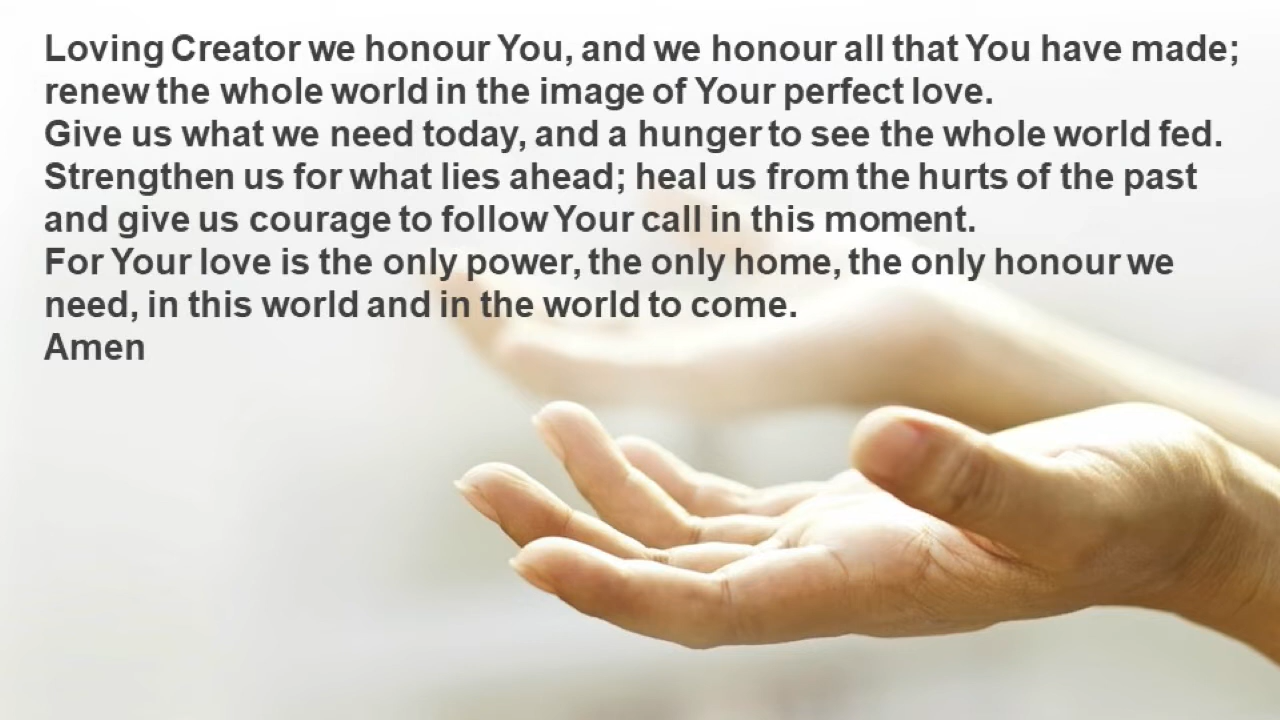 Loving Creator we honour You, and we honour all that You have made;
renew the whole world in the image of Your perfect love.
Give us what we need today, and a hunger to see the whole world fed.
Strengthen us for what lies ahead; heal us from the hurts of the past
and give us courage to follow Your call in this moment.
For Your love is the only power, the only home, the only honour we
need, in this world and in the world to come.
Amen